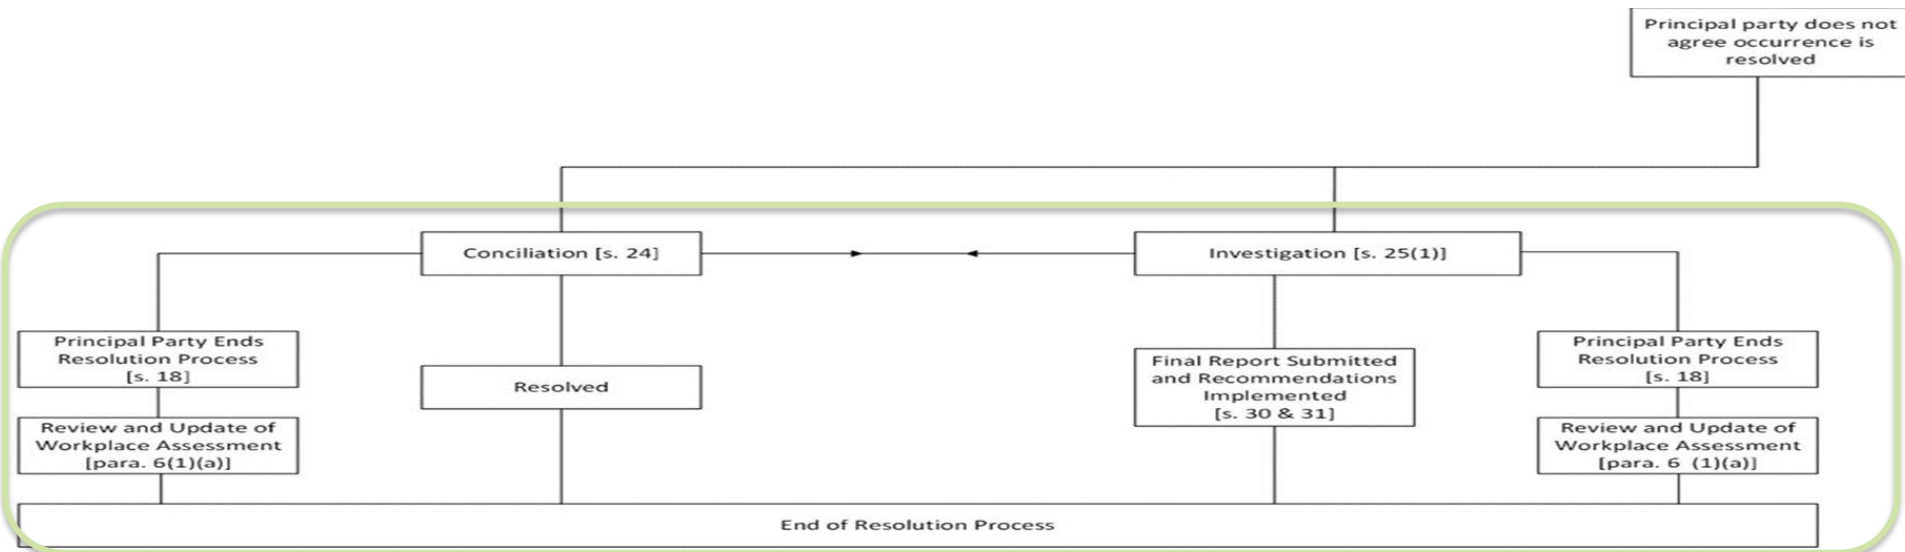 Principal party does not
agree occurrence is
resolved
Conciliation [s. 24]
Investigation [s. 25(1)]
Principal Party Ends
Resolution Process
[s. 18]
Resolved
Final Report Submitted
and Recommendations
Implemented
[s. 30 & 31]
Principal Party Ends
Resolution Process
[s. 18]
Review and Update of
Workplace Assessment
[para. 6(1)(a)]
Review and Update of
Workplace Assessment
[para. 6 (1)(a)]
End of Resolution Process